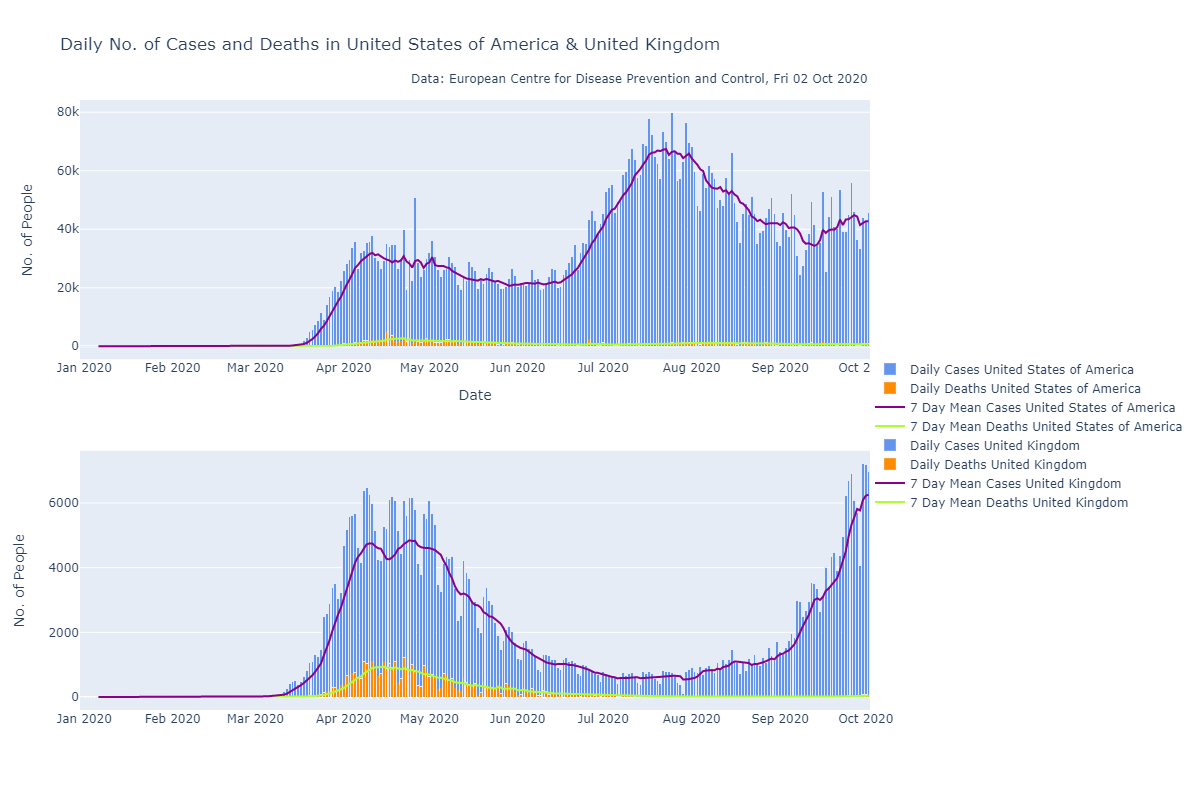 Daily No. of Cases and Deaths in United States of America & United Kingdom
Data: European Centre for Disease Prevention and Control, Fri 02 Oct 2020
No. of People
80k
60k
40k
20k
0
Jan 2020 Feb 2020 Mar 2020 Apr 2020 May 2020 Jun 2020 Jul 2020 Aug 2020 Sep 2020 Oct 2
Date
Daily Cases United States of America
Daily Deaths United States of America
7 Day Mean Cases United States of America
7 Day Mean Deaths United States of America
Daily Cases United Kingdom
Daily Deaths United Kingdom
7 Day Mean Cases United Kingdom
7 Day Mean Deaths United Kingdom
No. of People
6000
4000
2000
0
Jan 2020 Feb 2020 Mar 2020 Apr 2020 May 2020 Jun 2020 Jul 2020 Aug 2020 Sep 2020 Oct 2020